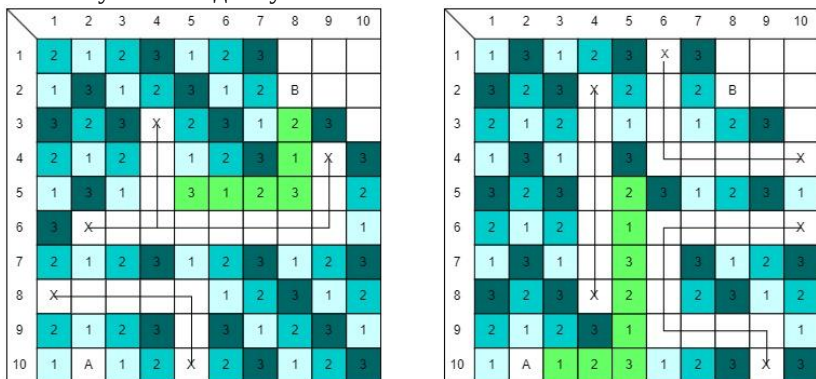 1 2 3 4 5 6 7 8 9 10
1 2 1 2 3 1 2 3
2 1 3 1 2 3 1 2 B
3 3 2 3 X 2 3 1 2 3
4 2 1 2 1 2 3 1 X 3
5 1 3 1 3 1 2 3 2
6 3 X 1
7 2 1 2 3 1 2 3 1 2 3
8 X 1 2 3 1 2
9 2 1 2 3 3 1 2 3 1
10 1 A 1 2 X 2 3 1 2 3
1 2 3 4 5 6 7 8 9 10
1 1 3 1 2 3 X 3
2 3 2 3 X 2 2 B
3 2 1 2 1 1 2 3
4 1 3 1 3 X
5 3 2 3 2 3 1 2 3 1
6 2 1 2 1 X
7 1 3 1 3 3 1 2 3
8 3 2 3 X 2 2 3 1 2
9 2 1 2 3 1 1
10 1 A 1 2 3 1 2 3 X 3